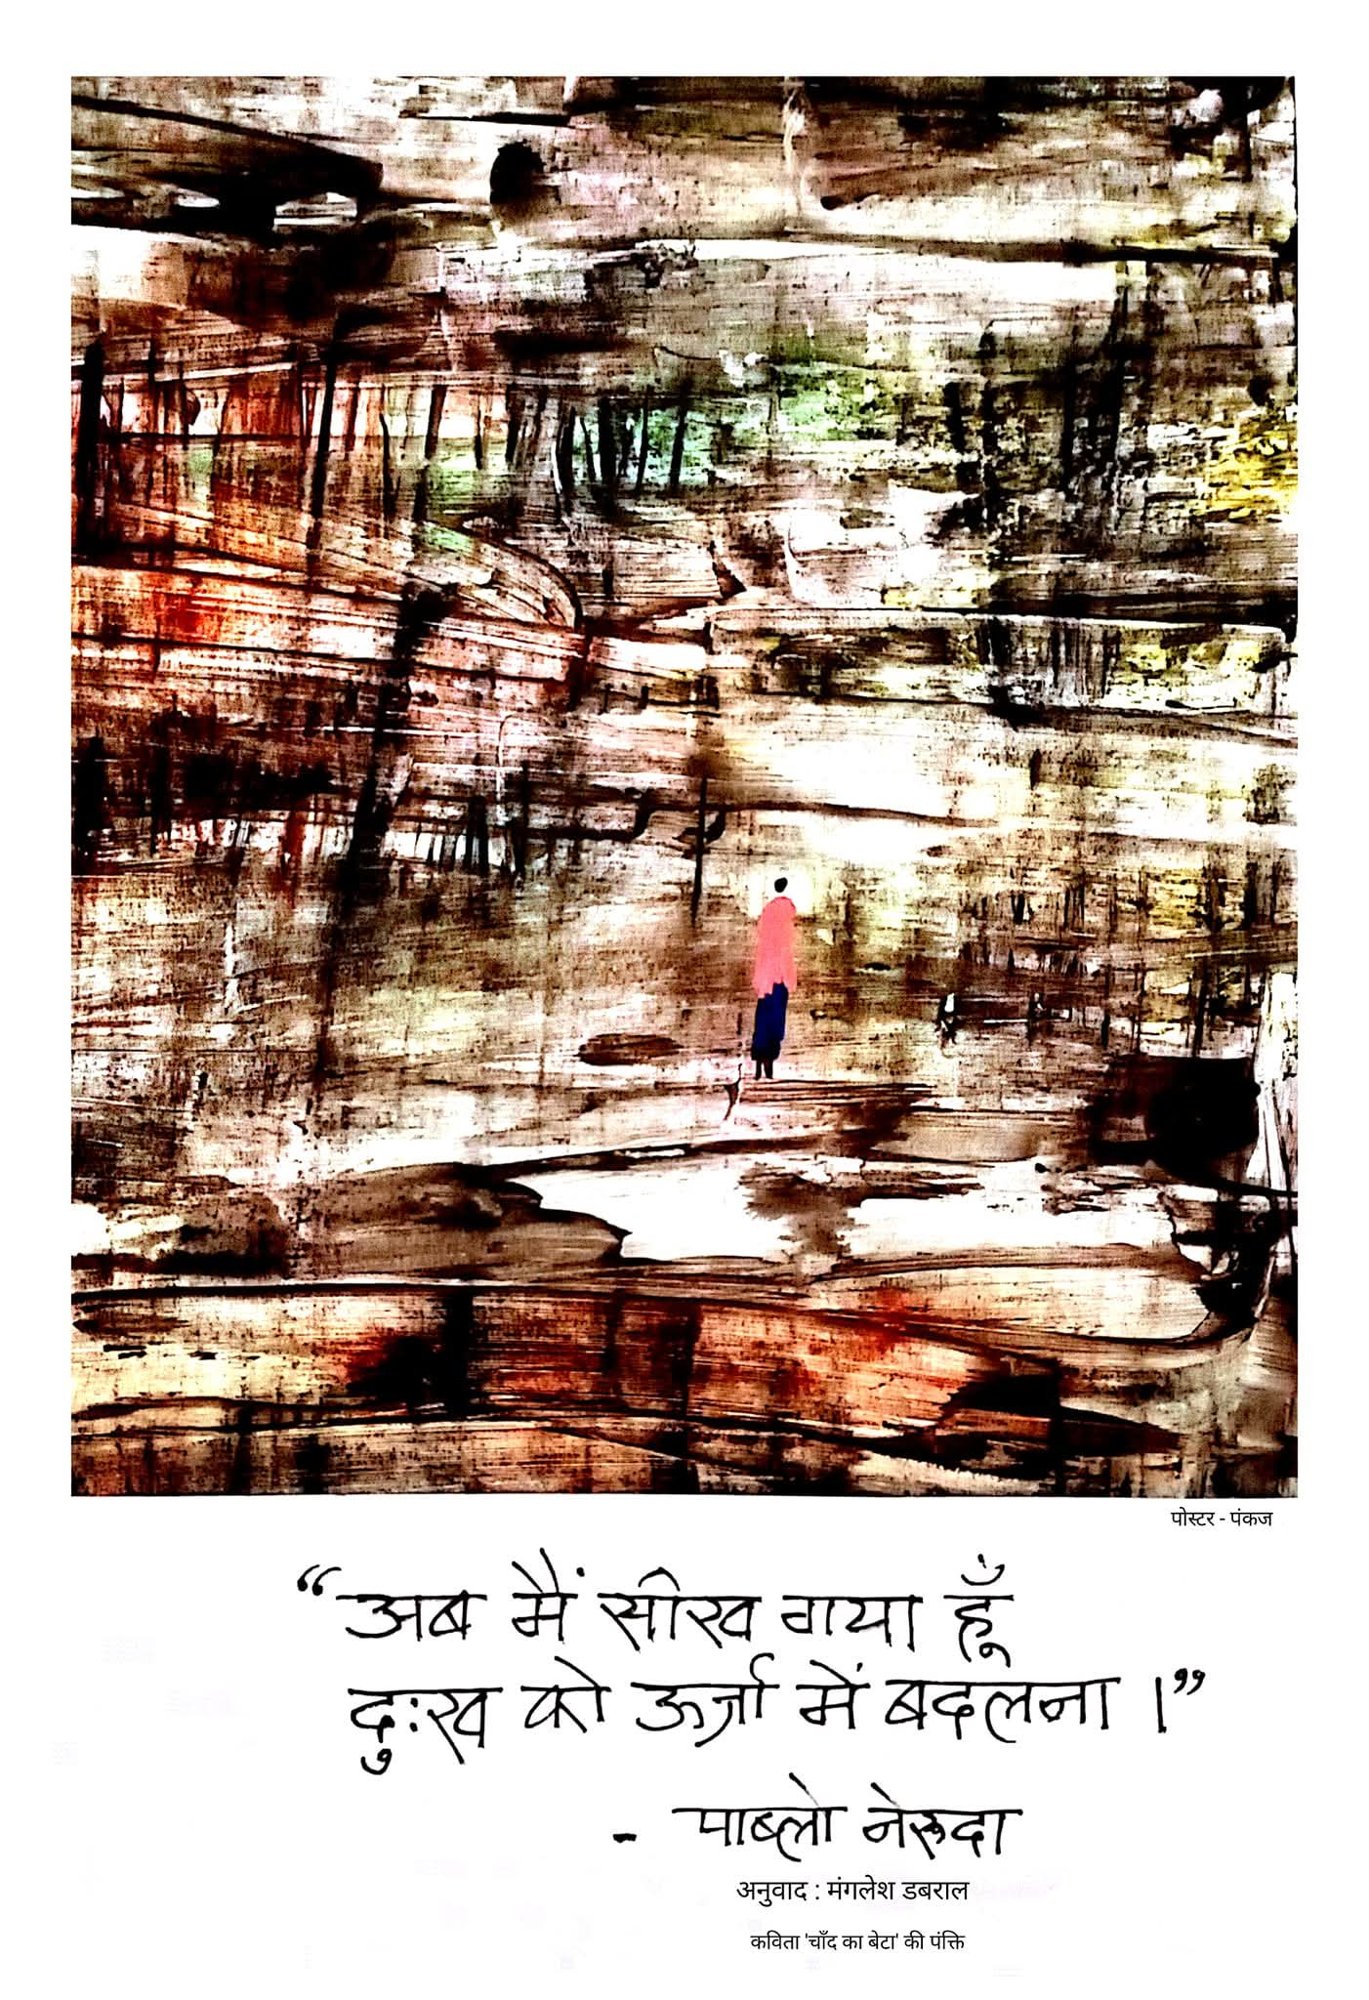 पोस्टर - पंकज
“अब मैं सीख गया हूँ
दुःख को ऊर्जा में बदलना ।”
- पाब्लो नेरुदा
अनुवाद : मंगलेश डबराल
कविता 'चाँद का बेटा' की पंक्ति